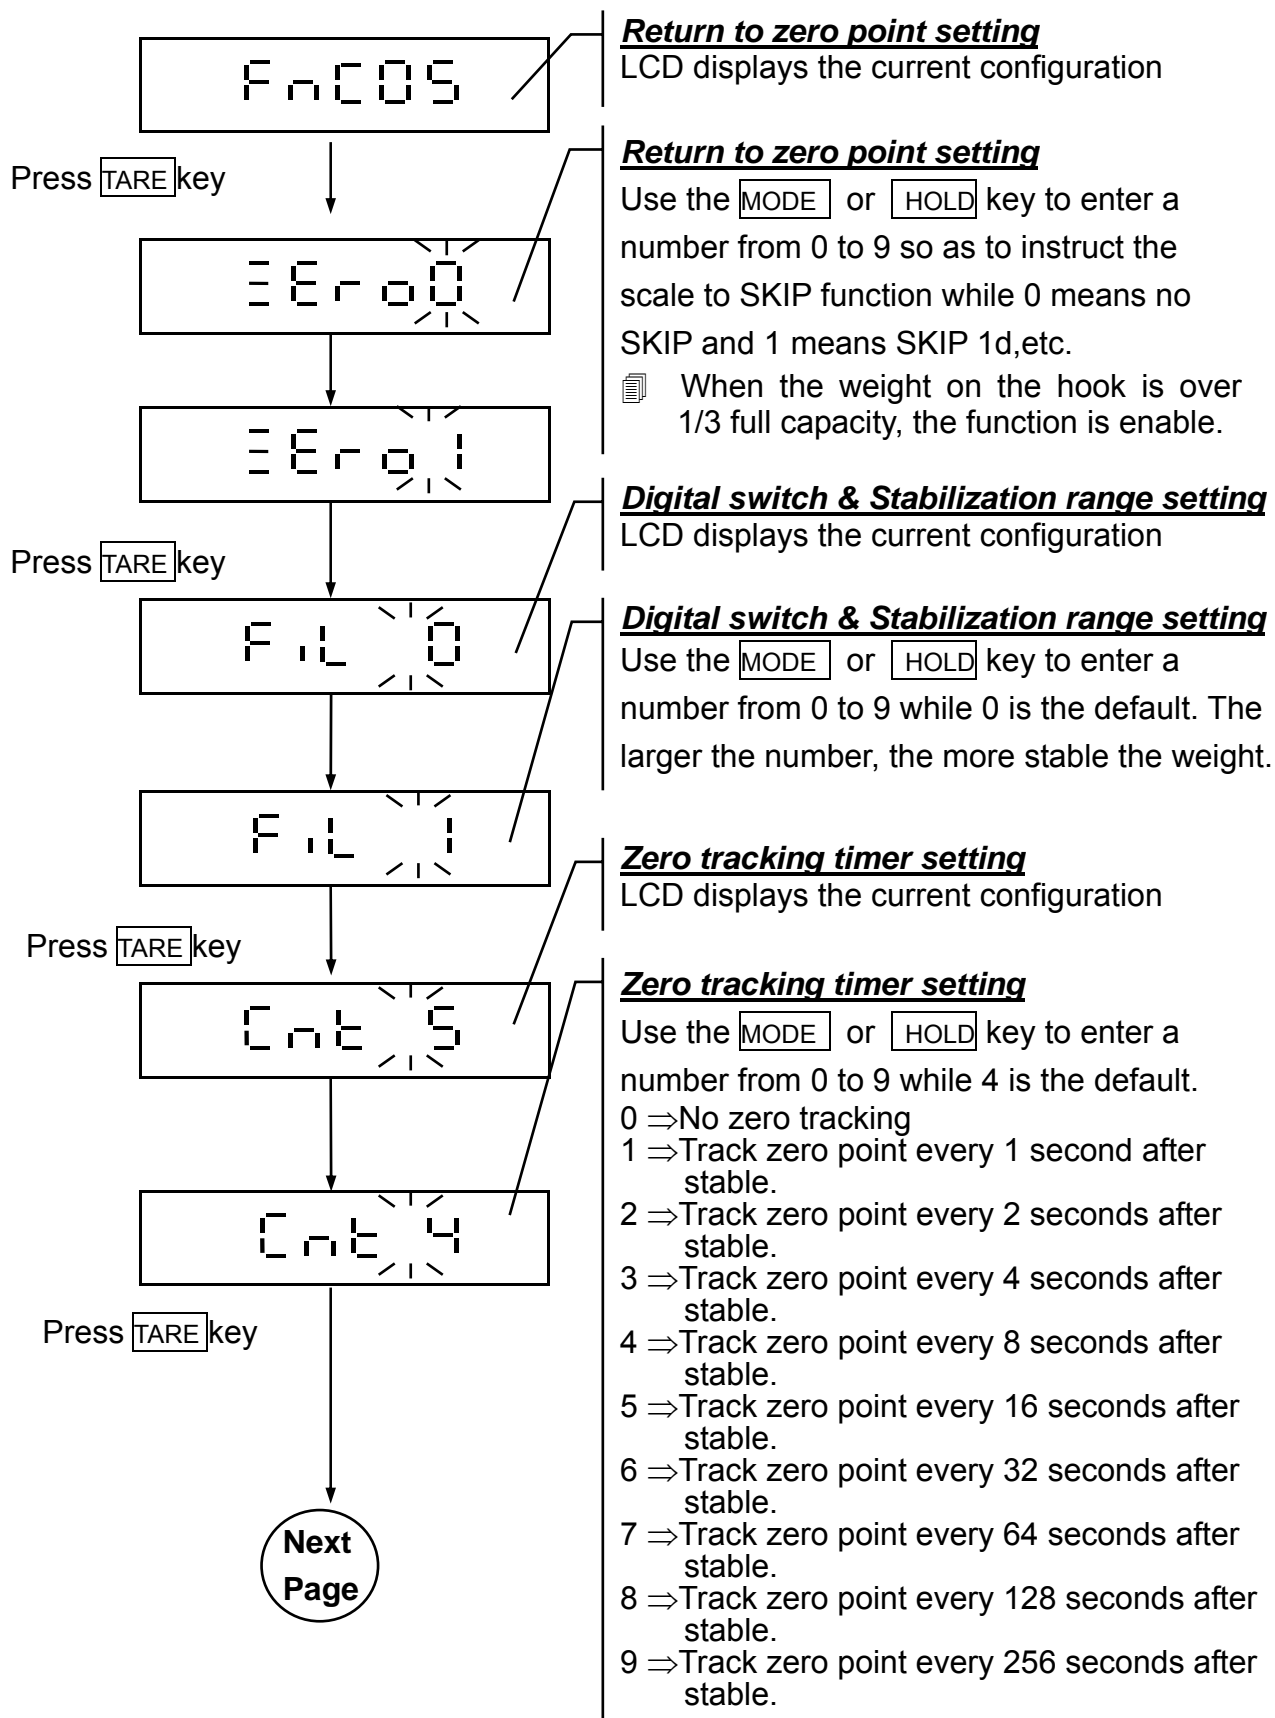 FnC05
Return to zero point setting
LCD displays the current configuration
Press TARE key
Return to zero point setting
Use the MODE or HOLD key to enter a
number from 0 to 9 so as to instruct the
scale to SKIP function while 0 means no
SKIP and 1 means SKIP 1d,etc.
When the weight on the hook is over
1/3 full capacity, the function is enable.
ZEro0
ZEro1
Press TARE key
Digital switch & Stabilization range setting
LCD displays the current configuration
FiL 0
Digital switch & Stabilization range setting
Use the MODE or HOLD key to enter a
number from 0 to 9 while 0 is the default. The
larger the number, the more stable the weight.
FiL 1
Press TARE key
Zero tracking timer setting
LCD displays the current configuration
Cnt 5
Zero tracking timer setting
Use the MODE or HOLD key to enter a
number from 0 to 9 while 4 is the default.
0 ⇒No zero tracking
1 ⇒Track zero point every 1 second after
stable.
2 ⇒Track zero point every 2 seconds after
stable.
3 ⇒Track zero point every 4 seconds after
stable.
4 ⇒Track zero point every 8 seconds after
stable.
5 ⇒Track zero point every 16 seconds after
stable.
6 ⇒Track zero point every 32 seconds after
stable.
7 ⇒Track zero point every 64 seconds after
stable.
8 ⇒Track zero point every 128 seconds after
stable.
9 ⇒Track zero point every 256 seconds after
stable.
Cnt 4
Press TARE key
Next
Page